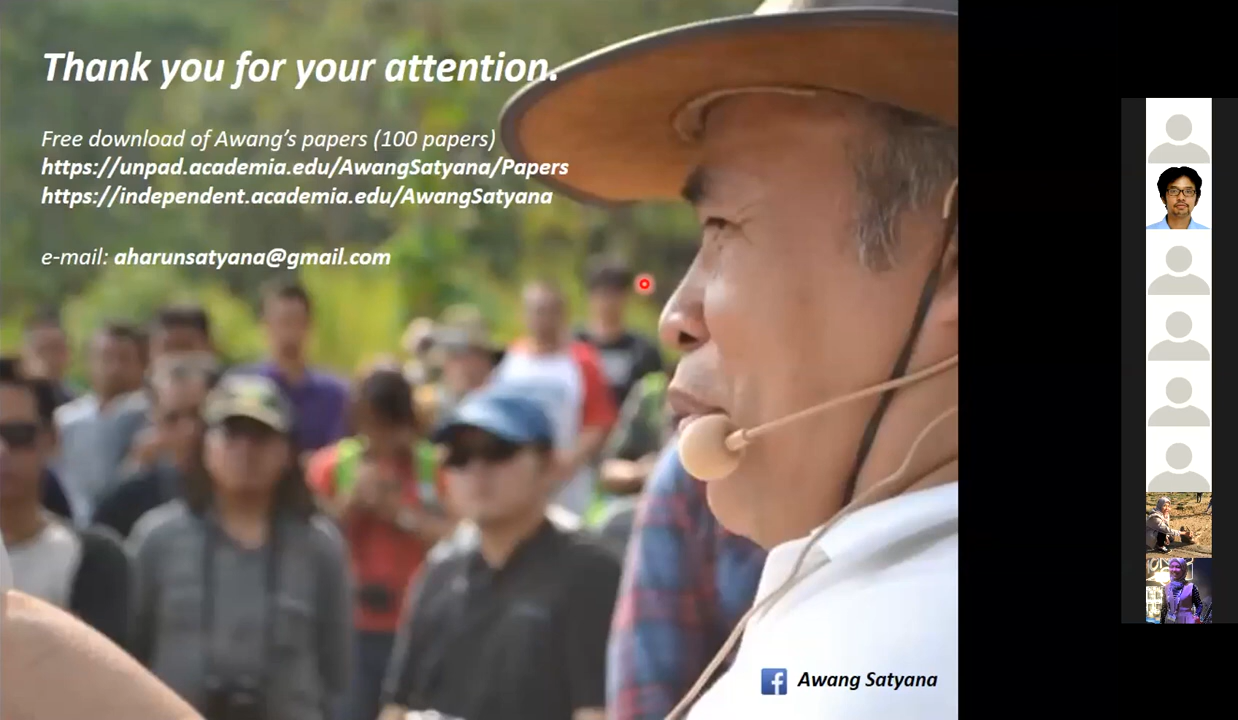 Thank you for your attention.
Free download of Awang’s papers (100 papers)
https://unpad.academia.edu/AwangSatyana/Papers
https://independent.academia.edu/AwangSatyana
e-mail: aharunsatyana@gmail.com
Awang Satyana